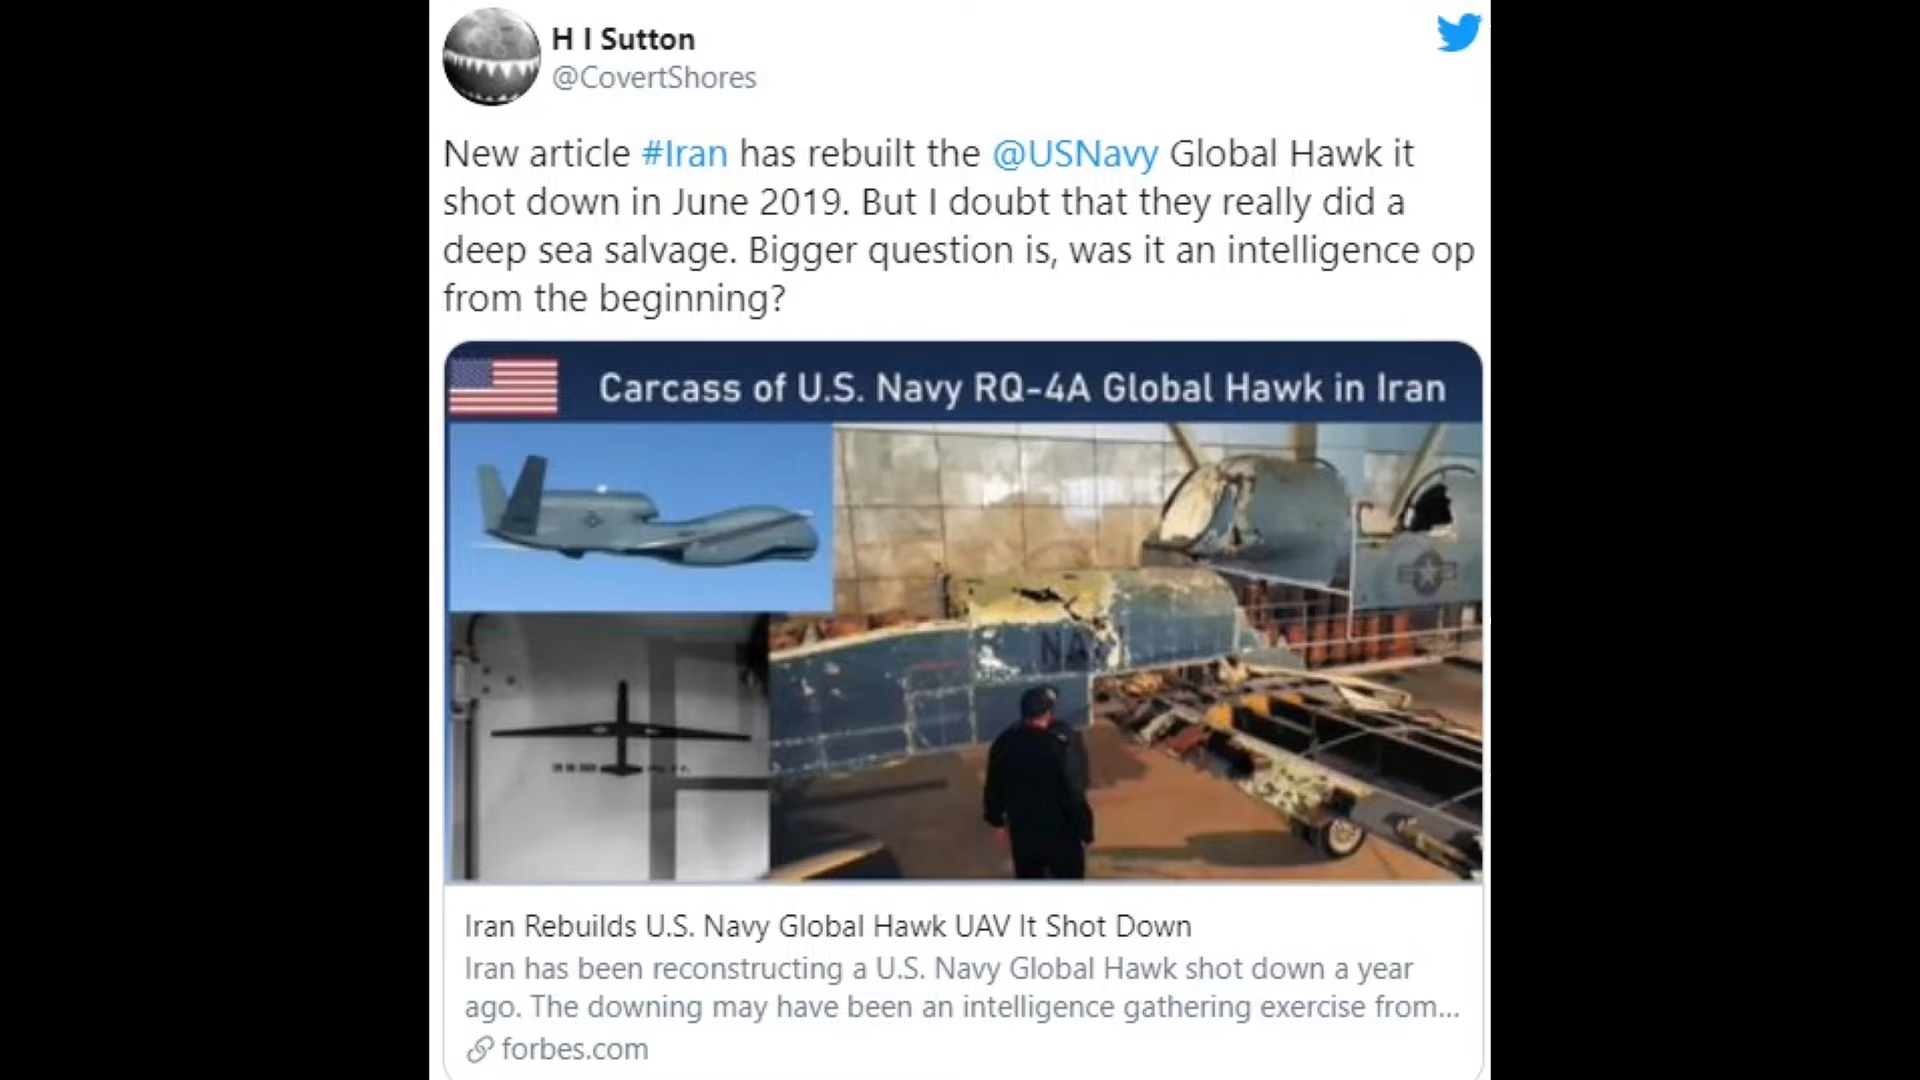 H I Sutton
@CovertShores
New article #Iran has rebuilt the @USNavy Global Hawk it
shot down in June 2019. But I doubt that they really did a
deep sea salvage. Bigger question is, was it an intelligence op
from the beginning?
Carcass of U.S. Navy RQ-4A Global Hawk in Iran
Iran Rebuilds U.S. Navy Global Hawk UAV It Shot Down
Iran has been reconstructing a U.S. Navy Global Hawk shot down a year
ago. The downing may have been an intelligence gathering exercise from...
forbes.com